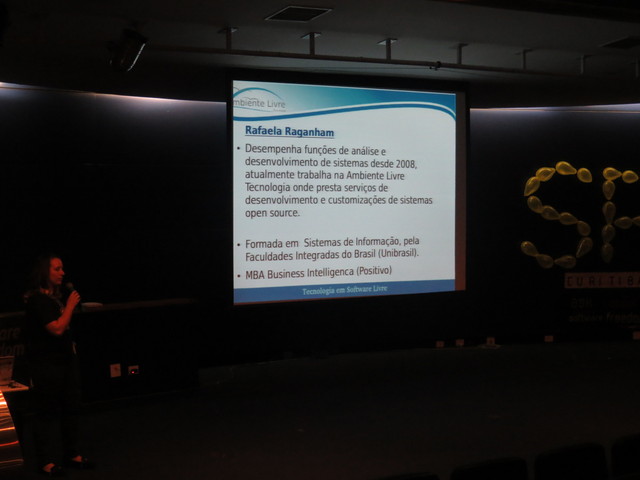 mbiente Livre
Rafaela Raganham
• Desempenha funções de análise e
desenvolvimento de sistemas desde 2008,
atualmente trabalha na Ambiente Livre
Tecnologia onde presta serviços de
desenvolvimento e customizações de sistemas
open source.
• Formada em Sistemas de Informação, pela
Faculdades Integradas do Brasil (Unibrasil).
• MBA Business Intelligenca (Positivo)
Tecnologia em Software Livre
CURITIBA